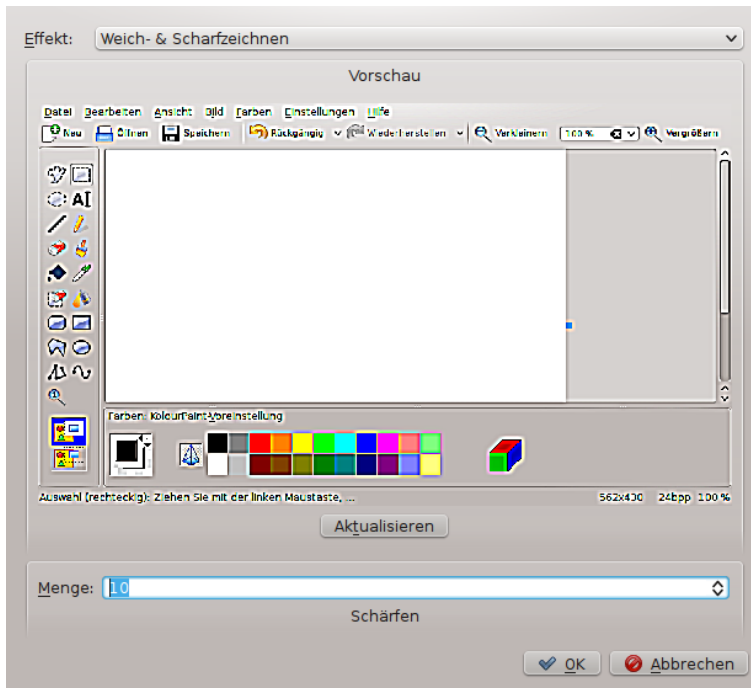 Effekt: Weich- & Scharfzeichnen
Vorschau
Datei Bearbeiten Ansicht Bild Farben Einstellungen Hilfe
Neu Öffnen Speichern Rückgängig Wiederherstellen Verkleinern 100 % Vergrößern
Farben: KolourPaint-Voreinstellung
Auswahl (rechteckig): Ziehen Sie mit der linken Maustaste, ... 562x400 24bpp 100 %
Aktualisieren
Menge: 10
Schärfen
OK Abbrechen